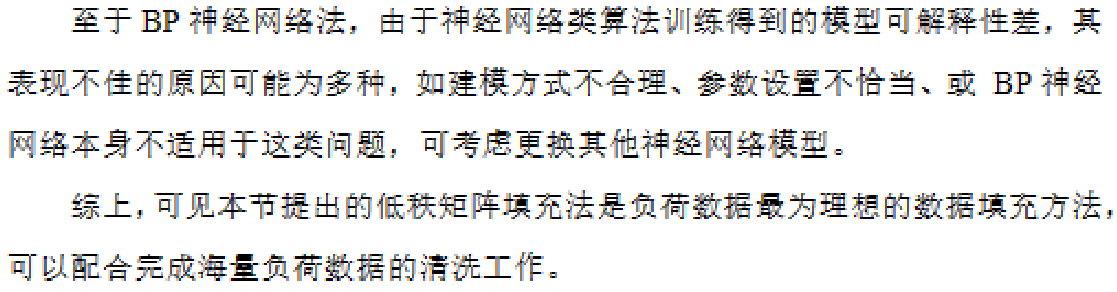 至于 BP 神经网络法，由于神经网络类算法训练得到的模型可解释性差，其
表现不佳的原因可能为多种，如建模方式不合理、参数设置不恰当、或 BP 神经
网络本身不适用于这类问题，可考虑更换其他神经网络模型。
综上，可见本节提出的低秩矩阵填充法是负荷数据最为理想的数据填充方法，
可以配合完成海量负荷数据的清洗工作。